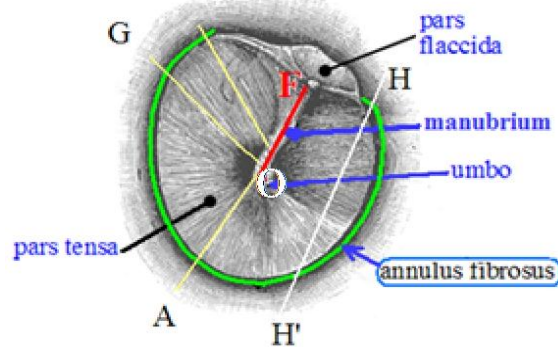 G
pars
flaccida
F
H
manubrium
O
umbo
pars tensa
annulus fibrosus
A
H'